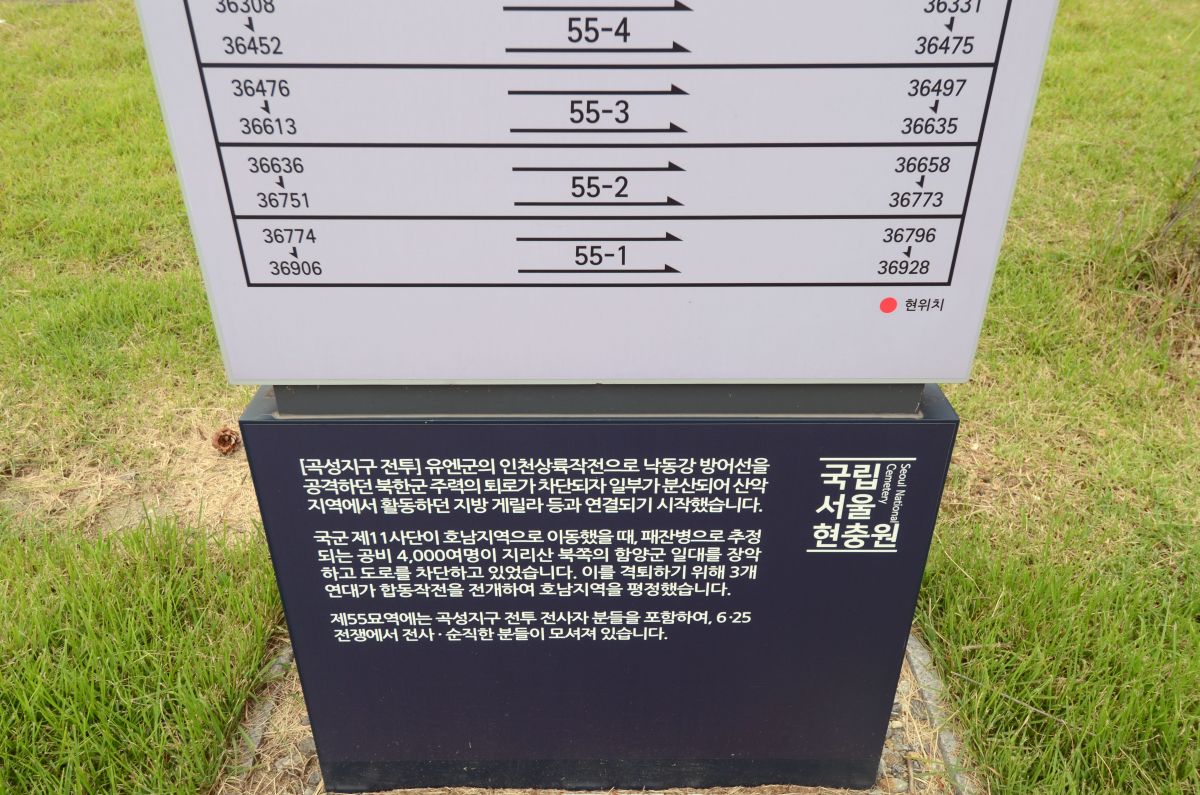 36308 36331
55-4
36452 36475
36476 36497
55-3
36613 36635
36636 36658
55-2
36751 36773
36774 36796
55-1
36906 36928
현위치
[곡성지구 전투] 유엔군의 인천상륙작전으로 낙동강 방어선을
공격하던 북한군 주력의 퇴로가 차단되자 일부가 분산되어 산악
지역에서 활동하던 지방 게릴라 등과 연결되기 시작했습니다.
국군 제11사단이 호남지역으로 이동했을 때, 패잔병으로 추정
되는 공비 4,000여명이 지리산 북쪽의 함양군 일대를 장악
하고 도로를 차단하고 있었습니다. 이를 격퇴하기 위해 3개
연대가 합동작전을 전개하여 호남지역을 평정했습니다.
제55묘역에는 곡성지구 전투 전사자 분들을 포함하여, 6·25
전쟁에서 전사·순직한 분들이 모셔져 있습니다.
국립
서울
현충원
Seoul National
Cemetery